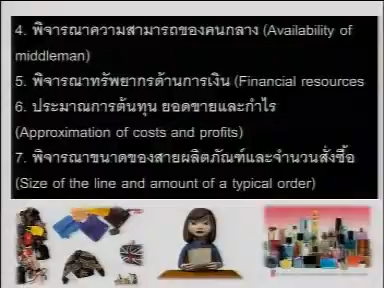 4. พิจารณาความสามารถของคนกลาง (Availability of
middleman)
5. พิจารณาทรัพยากรด้านการเงิน (Financial resources
6. ประมาณการต้นทุน ยอดขายและกำไร
(Approximation of costs and profits)
7. พิจารณาขนาดของสายผลิตภัณฑ์และจำนวนสั่งซื้อ
(Size of the line and amount of a typical order)